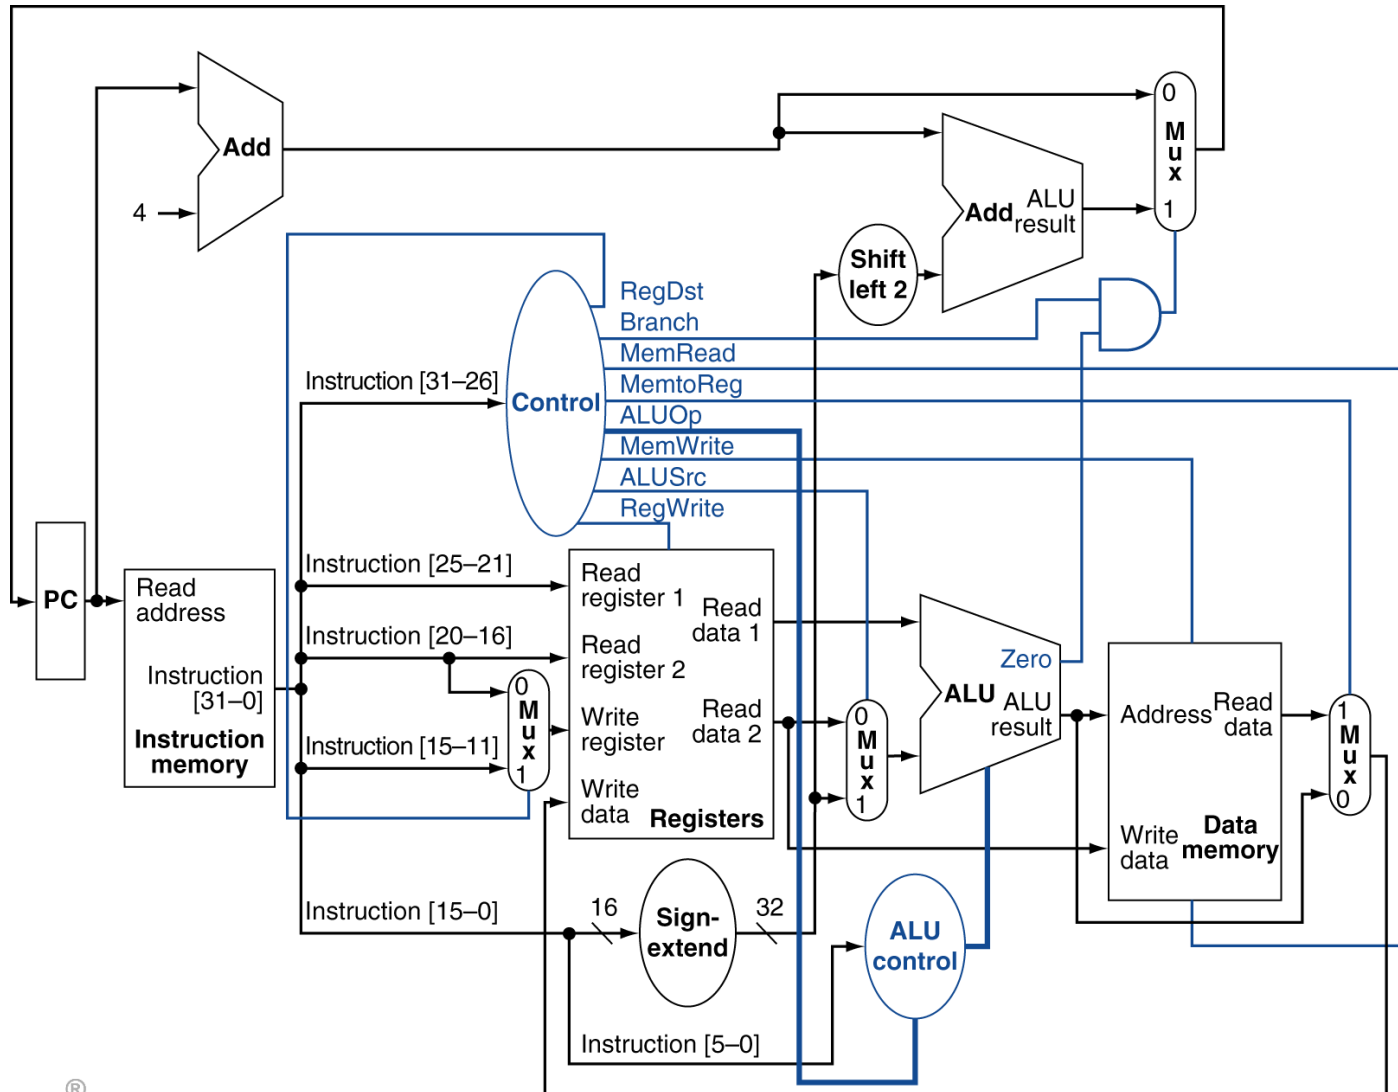 0
M
u
x
1
Add
4
Add
ALU
result
Shift
left 2
RegDst
Branch
MemRead
MemtoReg
ALUOp
MemWrite
ALUSrc
RegWrite
Control
Instruction [31–26]
Instruction [25–21]
Instruction [20–16]
Instruction [15–11]
Instruction [15–0]
Instruction [5–0]
PC
Read
address
Instruction
[31–0]
Instruction
memory
0
M
u
x
1
Read
register 1
Read
register 2
Write
register
Write
data
Read
data 1
Read
data 2
Registers
0
M
u
x
1
Zero
ALU
ALU
result
Address
Read
data
Write
data
Data
memory
1
M
u
x
0
16
Sign-
extend
32
ALU
control
®